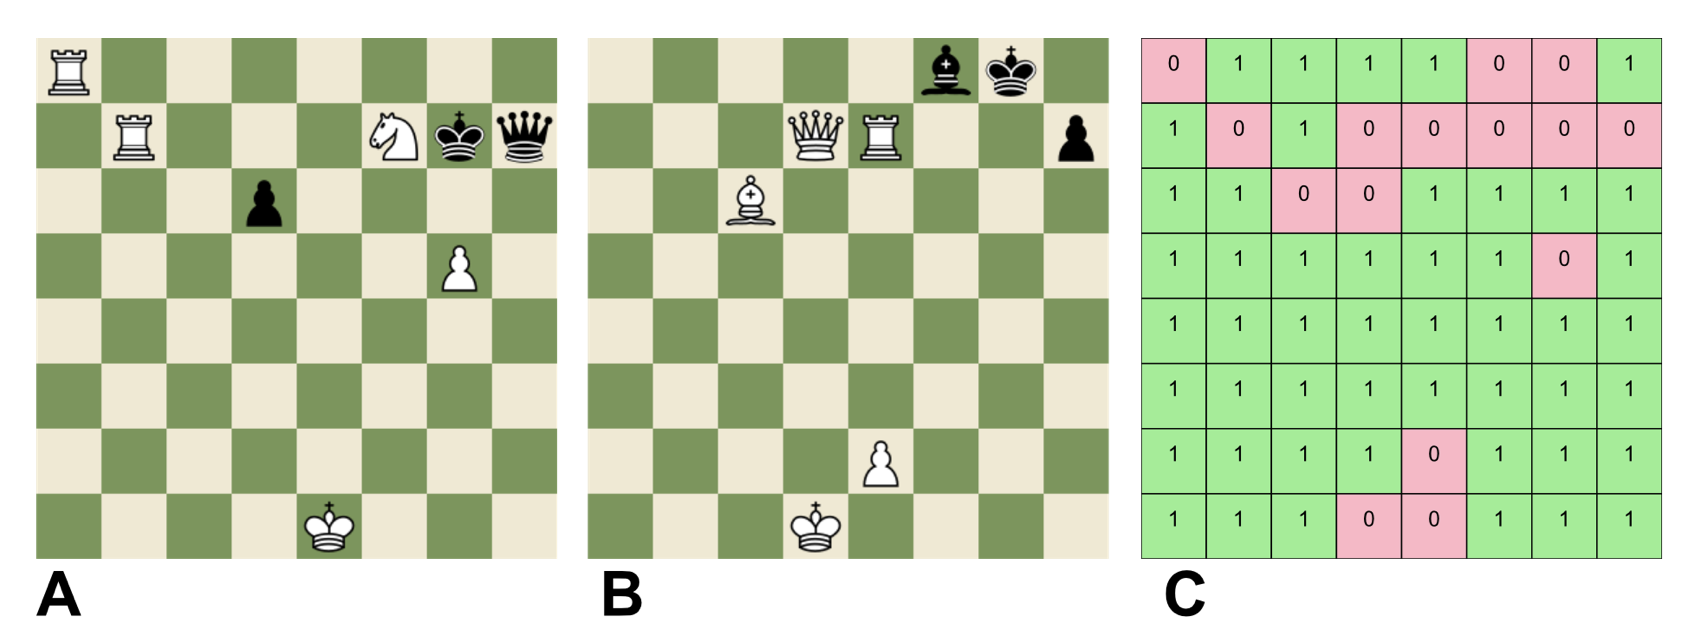 0 1 1 1 1 0 0 1
1 0 1 0 0 0 0 0
1 1 0 0 1 1 1 1
1 1 1 1 1 1 0 1
1 1 1 1 1 1 1 1
1 1 1 1 1 1 1 1
1 1 1 1 0 1 1 1
1 1 1 0 0 1 1 1
A B C